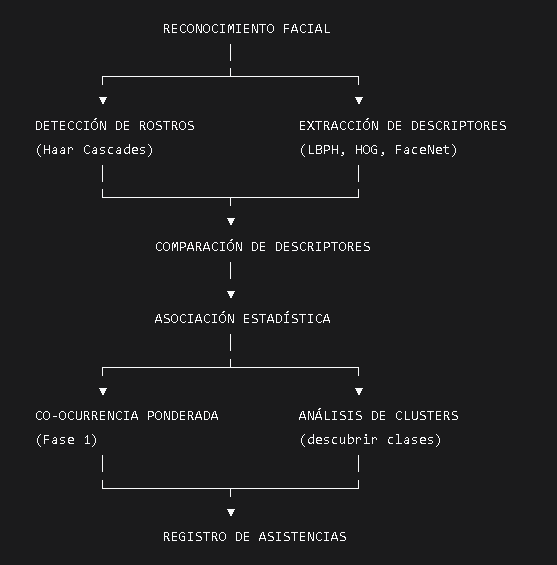 RECONOCIMIENTO FACIAL
DETECCIÓN DE ROSTROS
(Haar Cascades)
EXTRACCIÓN DE DESCRIPTORES
(LBPH, HOG, FaceNet)
COMPARACIÓN DE DESCRIPTORES
ASOCIACIÓN ESTADÍSTICA
CO-OCURRENCIA PONDERADA
(Fase 1)
ANÁLISIS DE CLUSTERS
(descubrir clases)
REGISTRO DE ASISTENCIAS